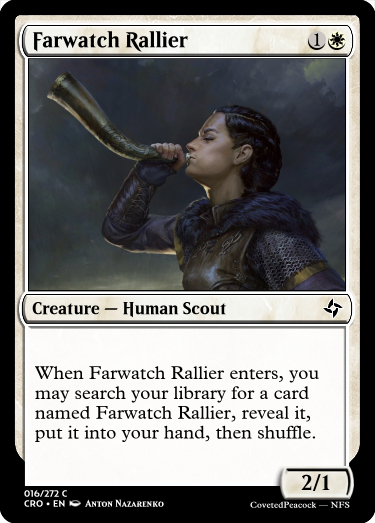 Farwatch Rallier 1
Creature — Human Scout
When Farwatch Rallier enters, you
may search your library for a card
named Farwatch Rallier, reveal it,
put it into your hand, then shuffle.
2/1
016/272 C
CRO • EN Anton Nazarenko
CovetedPeacock — NFS